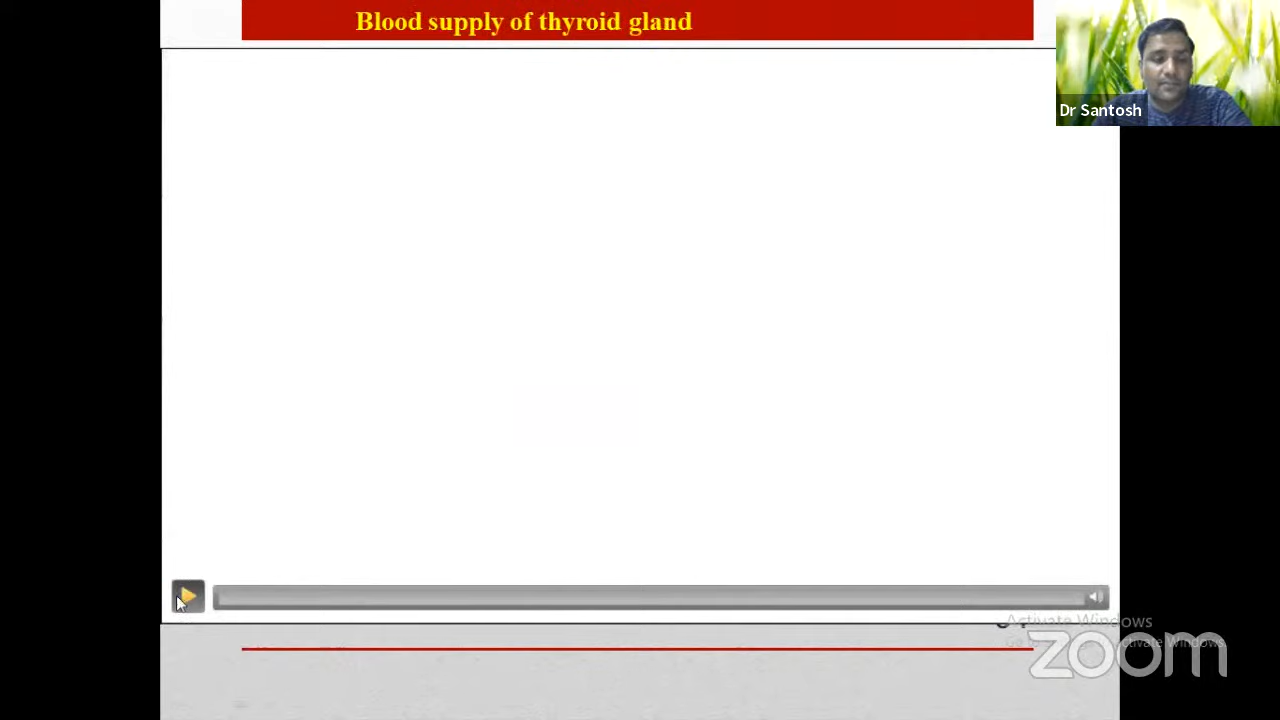 Blood supply of thyroid gland
Dr Santosh
Activate Windows
zoom